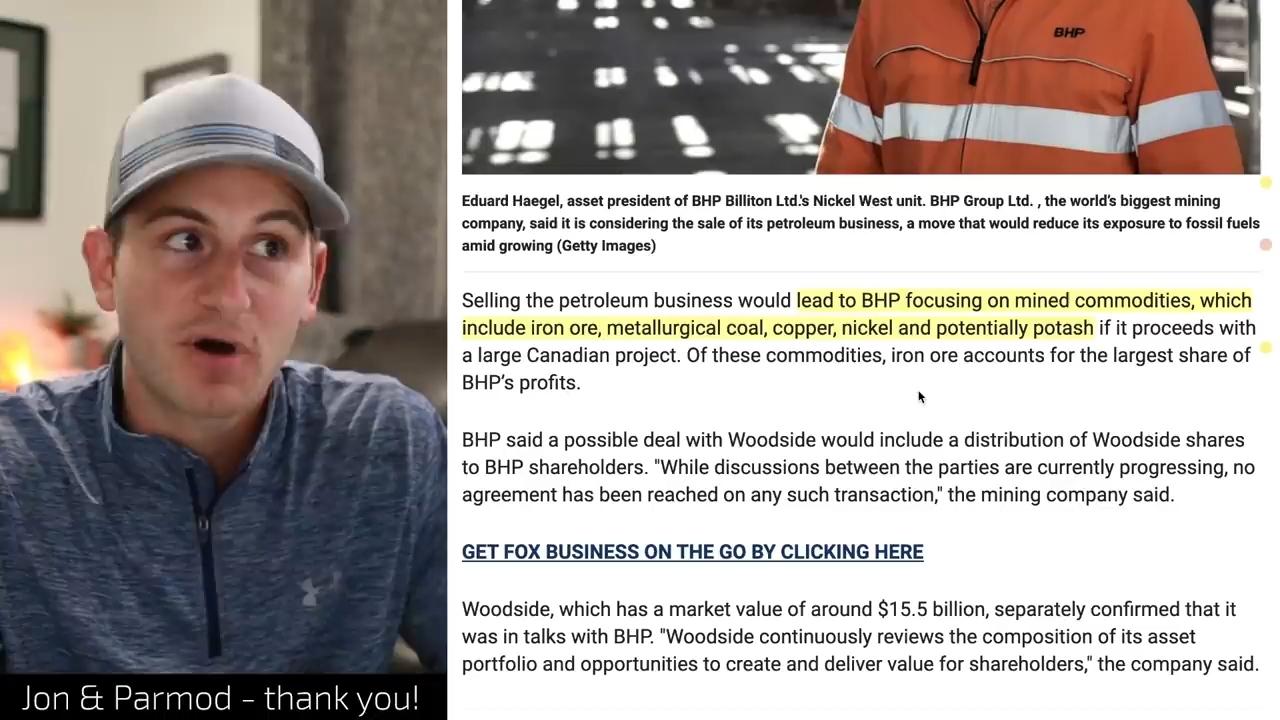 BHP
Eduard Haegel, asset president of BHP Billiton Ltd.'s Nickel West unit. BHP Group Ltd. , the world's biggest mining
company, said it is considering the sale of its petroleum business, a move that would reduce its exposure to fossil fuels
amid growing (Getty Images)
Selling the petroleum business would lead to BHP focusing on mined commodities, which
include iron ore, metallurgical coal, copper, nickel and potentially potash if it proceeds with
a large Canadian project. Of these commodities, iron ore accounts for the largest share of
BHP's profits.
BHP said a possible deal with Woodside would include a distribution of Woodside shares
to BHP shareholders. "While discussions between the parties are currently progressing, no
agreement has been reached on any such transaction," the mining company said.
GET FOX BUSINESS ON THE GO BY CLICKING HERE
Woodside, which has a market value of around $15.5 billion, separately confirmed that it
was in talks with BHP. "Woodside continuously reviews the composition of its asset
portfolio and opportunities to create and deliver value for shareholders," the company said.
Jon & Parmod - thank you!